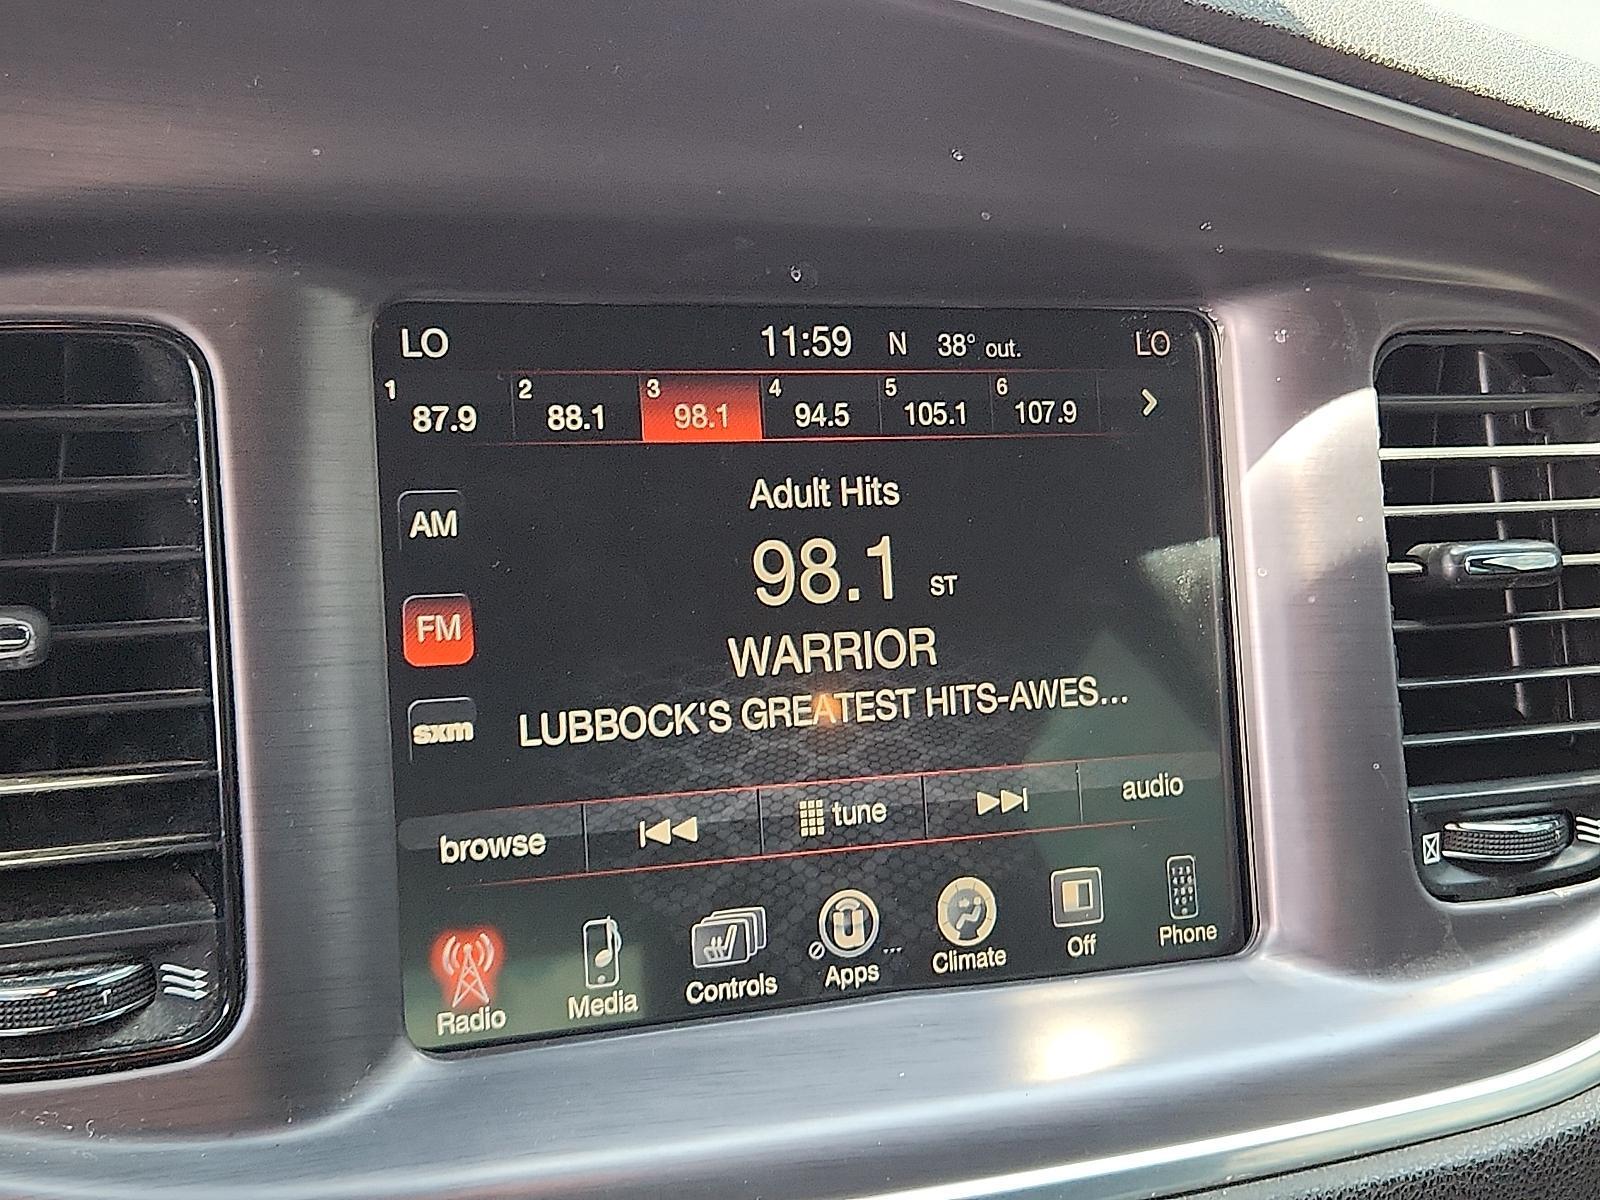 LO 11:59 N 38° out. LO
1 87.9 2 88.1 3 98.1 4 94.5 5 105.1 6 107.9
Adult Hits
AM
98.1 ST
FM
WARRIOR
LUBBOCK'S GREATEST HITS-AWES...
sxm
browse tune audio
Radio Media Controls Apps Climate Off Phone